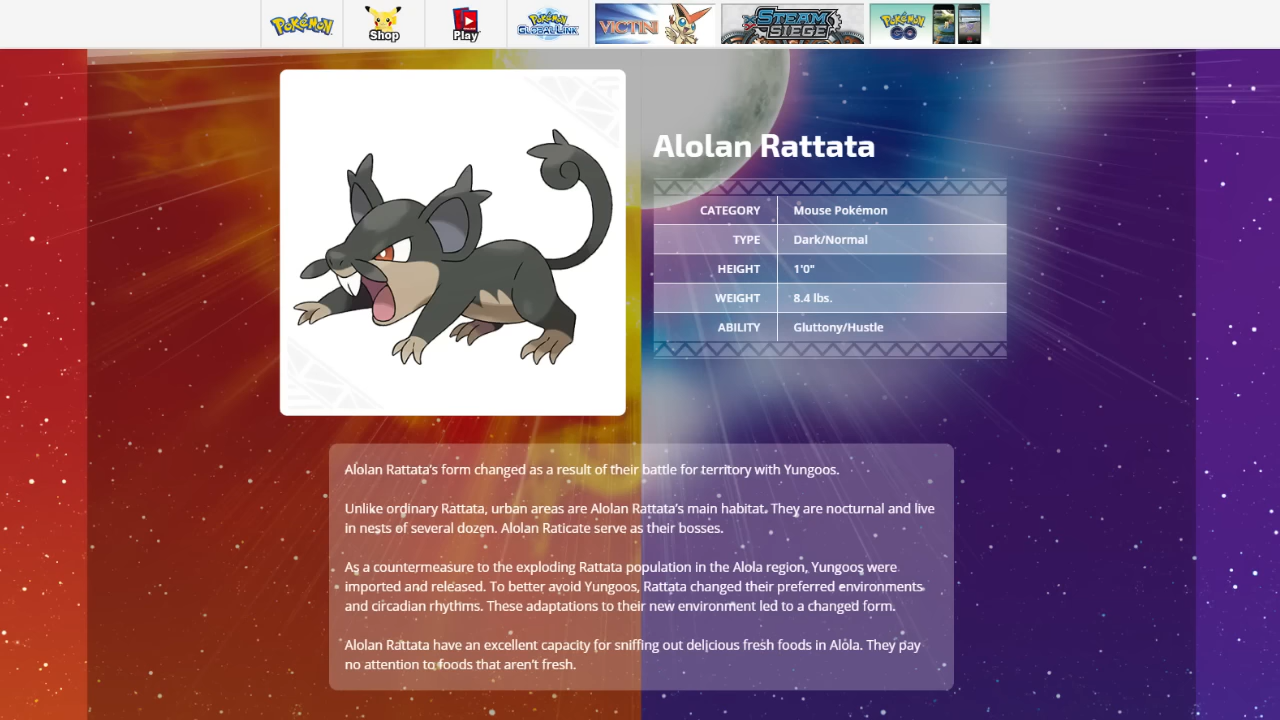 Pokémon
Shop
Play
Pokémon
Global Link
VICTINI
STEAM
SIEGE
POKÉMON
GO
Alolan Rattata
CATEGORY Mouse Pokémon
TYPE Dark/Normal
HEIGHT 1'0"
WEIGHT 8.4 lbs.
ABILITY Gluttony/Hustle
Alolan Rattata’s form changed as a result of their battle for territory with Yungoos.
Unlike ordinary Rattata, urban areas are Alolan Rattata’s main habitat. They are nocturnal and live
in nests of several dozen. Alolan Raticate serve as their bosses.
As a countermeasure to the exploding Rattata population in the Alola region, Yungoos were
imported and released. To better avoid Yungoos, Rattata changed their preferred environments
and circadian rhythms. These adaptations to their new environment led to a changed form.
Alolan Rattata have an excellent capacity for sniffing out delicious fresh foods in Alola. They pay
no attention to foods that aren’t fresh.